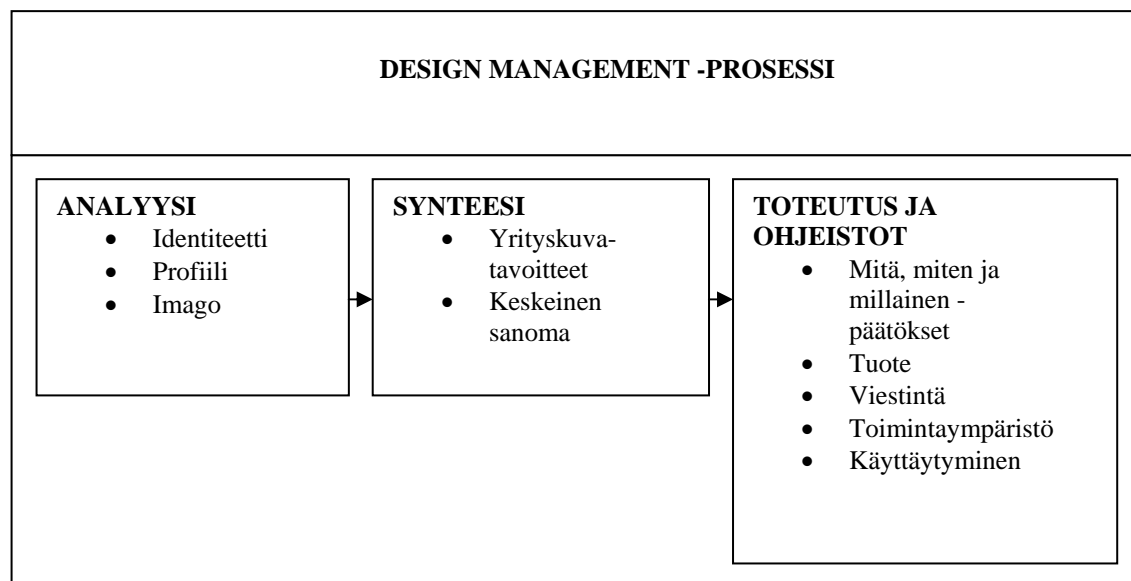 DESIGN MANAGEMENT -PROSESSI
ANALYYSI
• Identiteetti
• Profiili
• Imago
SYNTEESI
• Yrityskuva-
tavoitteet
• Keskeinen
sanoma
TOTEUTUS JA
OHJEISTOT
• Mitä, miten ja
millainen -
päätökset
• Tuote
• Viestintä
• Toimintaympäristö
• Käyttäytyminen